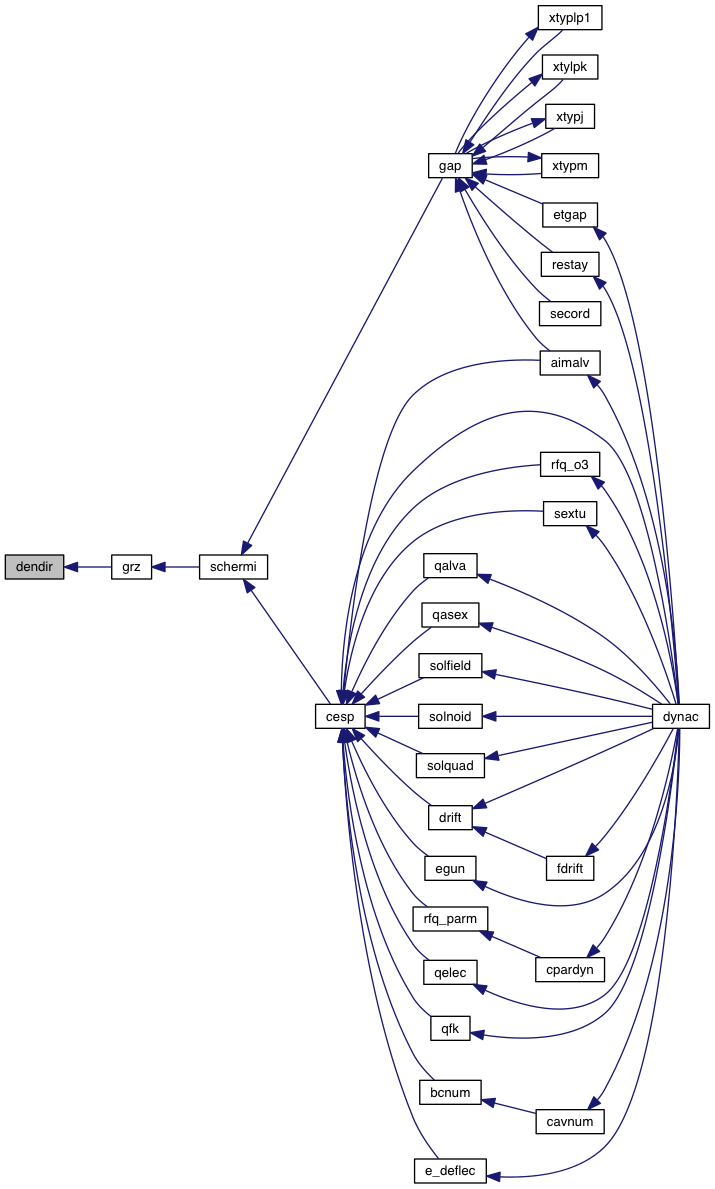 xtyplp1
xtylpk
xtypj
gap
xtypm
etgap
restay
secord
aimalv
rfq_o3
sextu
dendir
grz
schermi
qalva
qasex
solfield
cesp
solnoid
dynac
solquad
drift
egun
fdrift
rfq_parm
qelec
cpardyn
qfk
bcnum
cavnum
e_deflec